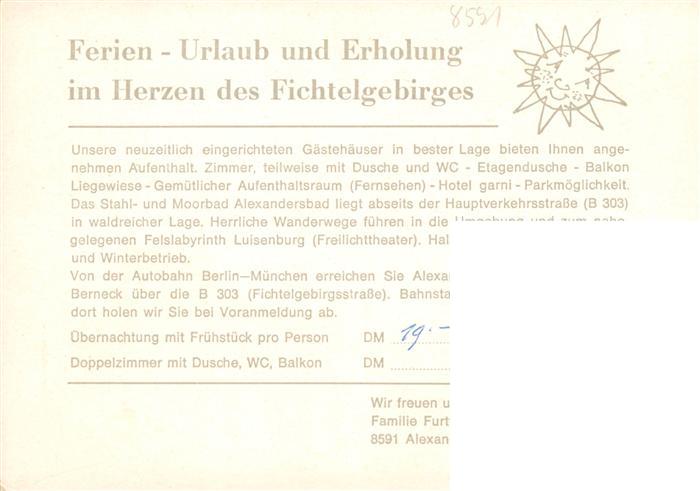 8591
Ferien - Urlaub und Erholung
im Herzen des Fichtelgebirges
Unsere neuzeitlich eingerichteten Gästehäuser in bester Lage bieten Ihnen ange-
nehmen Aufenthalt. Zimmer, teilweise mit Dusche und WC - Etagendusche - Balkon
Liegewiese - Gemütlicher Aufenthaltsraum (Fernsehen) - Hotel garni - Parkmöglichkeit.
Das Stahl- und Moorbad Alexandersbad liegt abseits der Hauptverkehrsstraße (B 303)
in waldreicher Lage. Herrliche Wanderwege führen in die Umgebung und zum nahe-
gelegenen Felslabyrinth Luisenburg (Freilichttheater). Hal
und Winterbetrieb.
Von der Autobahn Berlin—München erreichen Sie Alexa
Berneck über die B 303 (Fichtelgebirgsstraße). Bahnsta
dort holen wir Sie bei Voranmeldung ab.
Übernachtung mit Frühstück pro Person DM 19.-
Doppelzimmer mit Dusche, WC, Balkon DM
Wir freuen u
Familie Furt
8591 Alexan